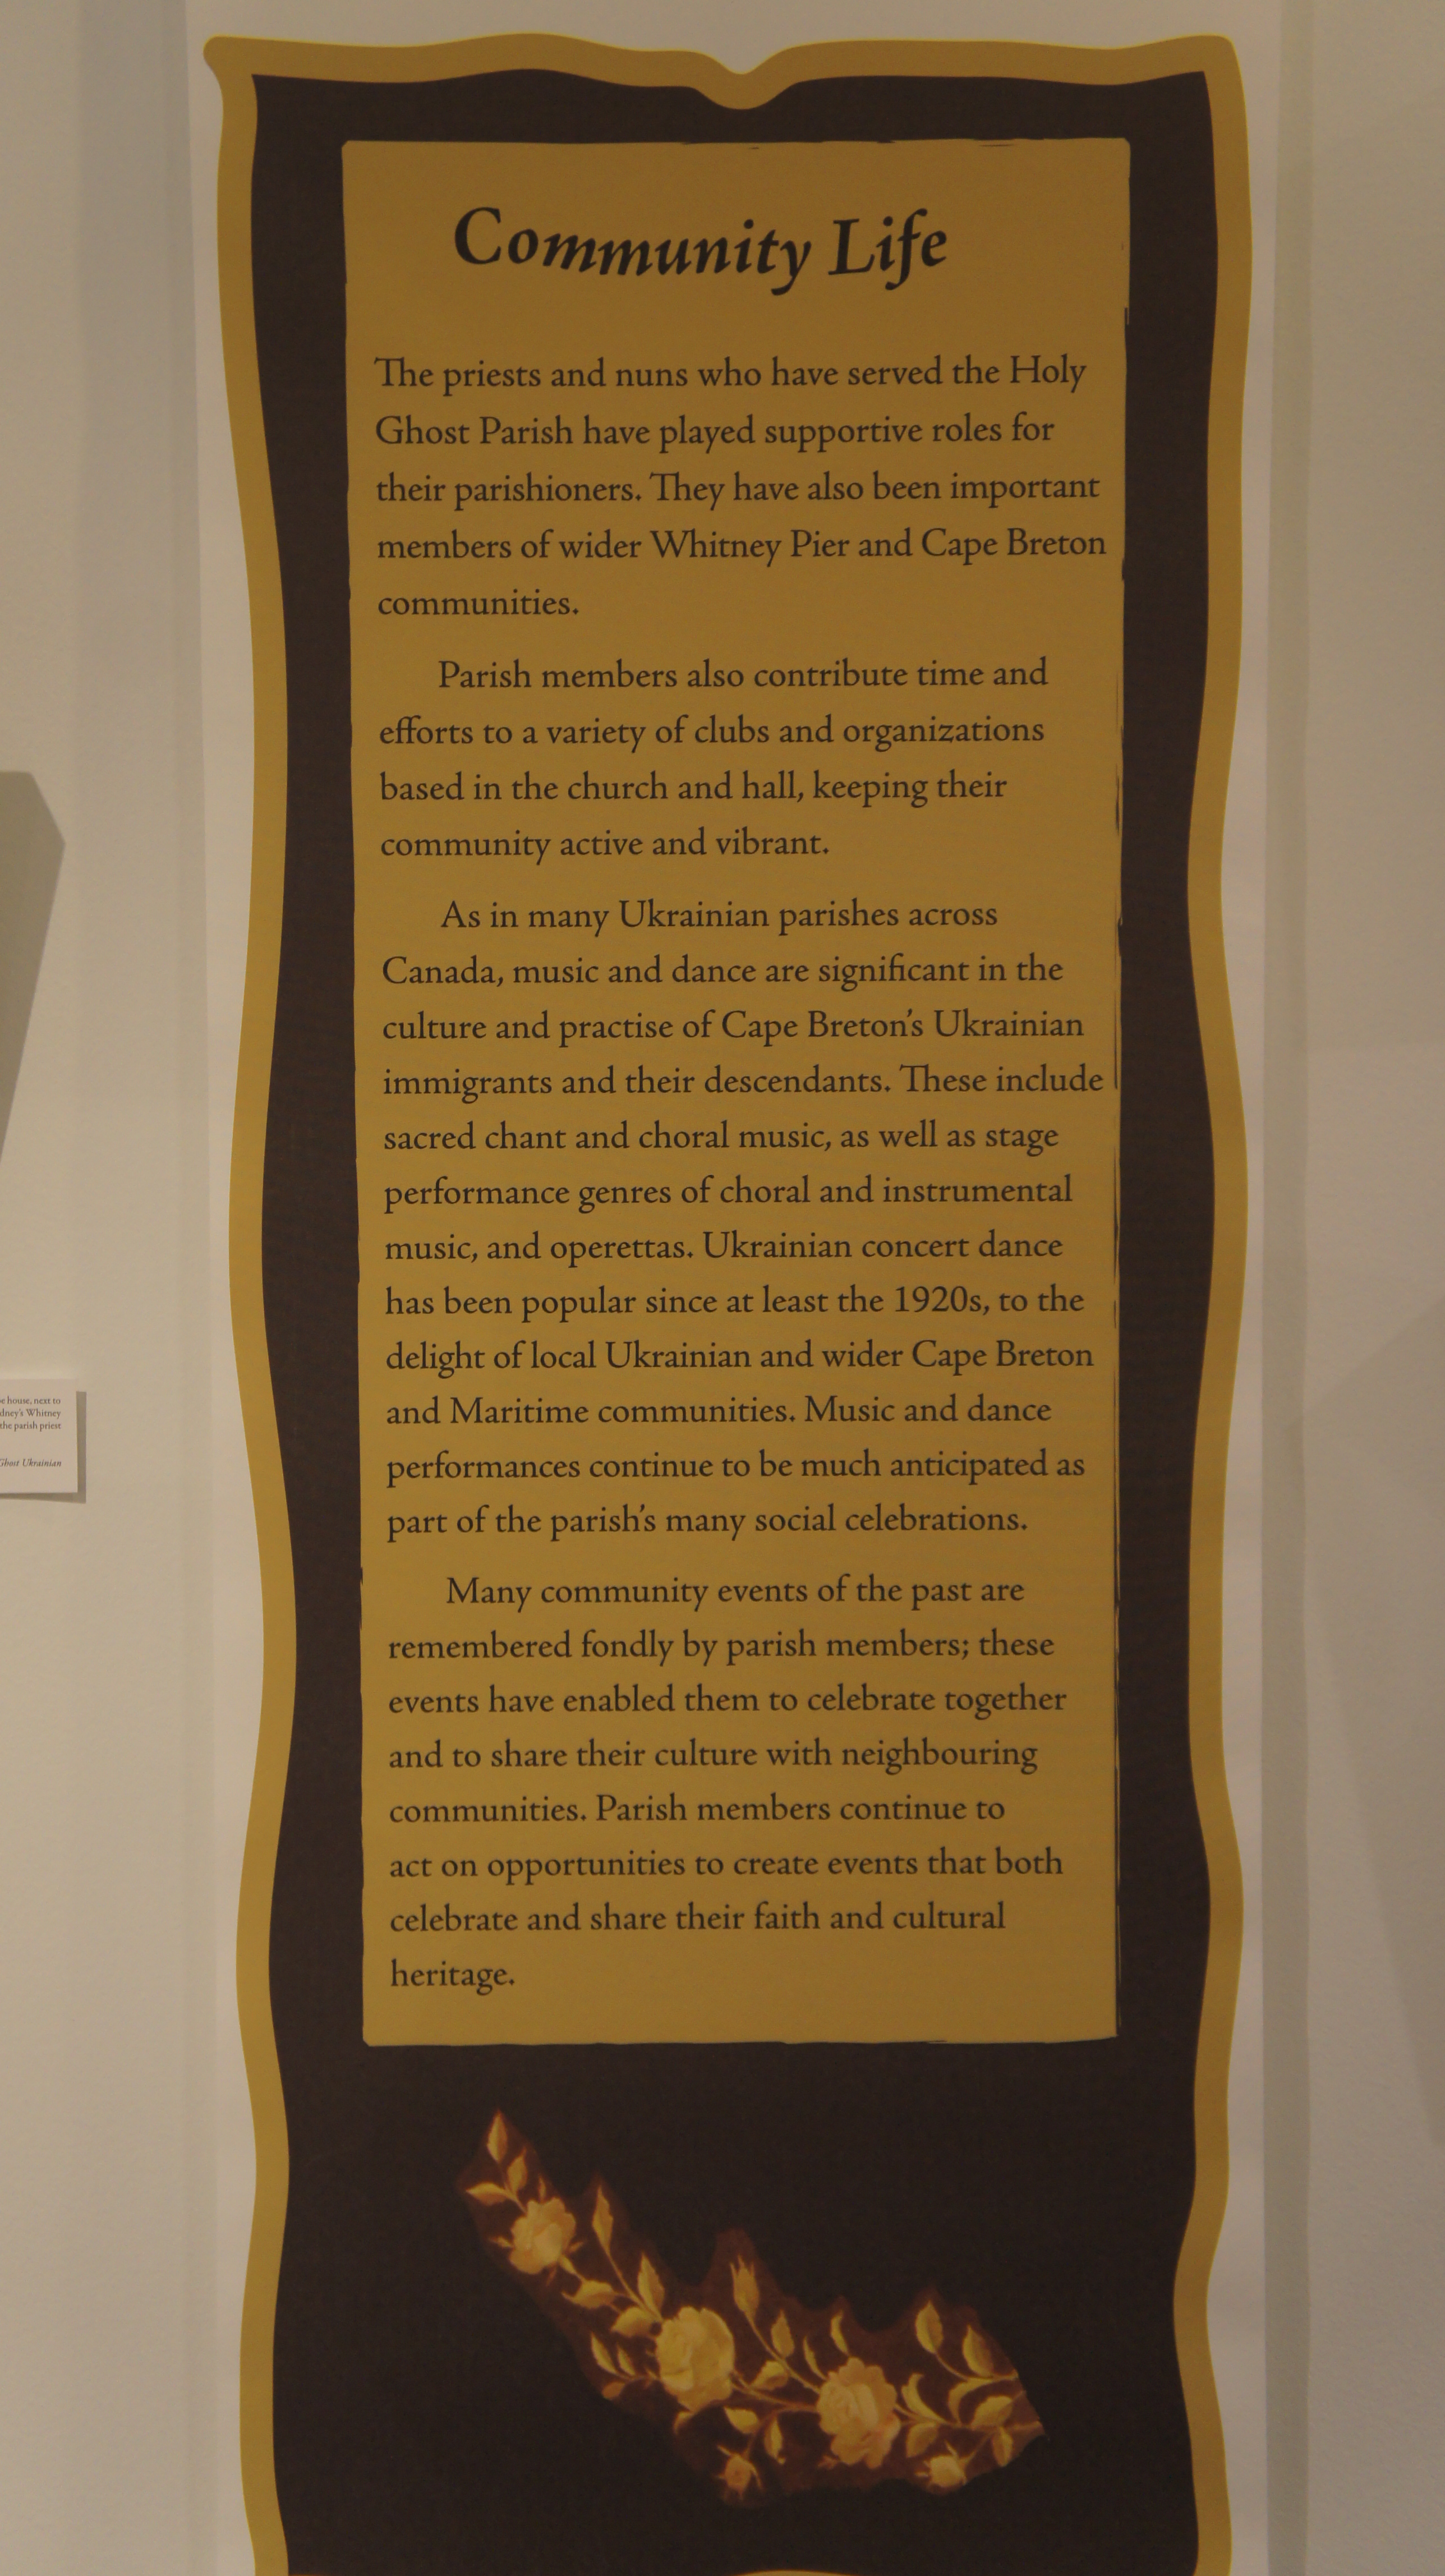 Community Life
The priests and nuns who have served the Holy
Ghost Parish have played supportive roles for
their parishioners. They have also been important
members of wider Whitney Pier and Cape Breton
communities.
Parish members also contribute time and
efforts to a variety of clubs and organizations
based in the church and hall, keeping their
community active and vibrant.
As in many Ukrainian parishes across
Canada, music and dance are significant in the
culture and practise of Cape Breton's Ukrainian
immigrants and their descendants. These include
sacred chant and choral music, as well as stage
performance genres of choral and instrumental
music, and operettas. Ukrainian concert dance
has been popular since at least the 1920s, to the
delight of local Ukrainian and wider Cape Breton
and Maritime communities. Music and dance
performances continue to be much anticipated as
part of the parish's many social celebrations.
Many community events of the past are
remembered fondly by parish members; these
events have enabled them to celebrate together
and to share their culture with neighbouring
communities. Parish members continue to
act on opportunities to create events that both
celebrate and share their faith and cultural
heritage.
house, next to
Whitney
the parish priest
Ghost Ukrainian